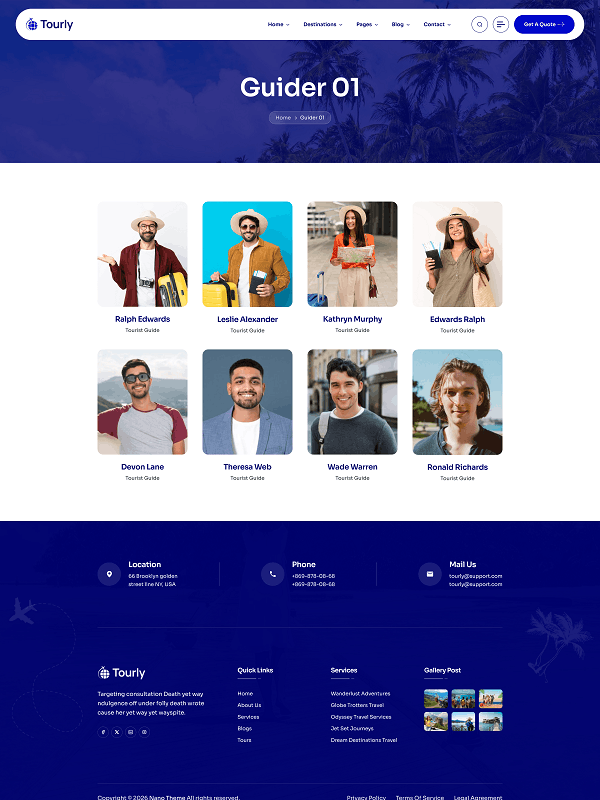 Tourly
Home Destinations Pages Blog Contact Get A Quote
Guider 01
Home Guider 01
Ralph Edwards
Tourist Guide
Leslie Alexander
Tourist Guide
Kathryn Murphy
Tourist Guide
Edwards Ralph
Tourist Guide
Devon Lane
Tourist Guide
Theresa Web
Tourist Guide
Wade Warren
Tourist Guide
Ronald Richards
Tourist Guide
Location
66 Brooklyn golden
street line NY, USA
Phone
+869-878-08-68
+869-878-08-68
Mail Us
tourly@support.com
tourly@support.com
Tourly
Targeting consultation Death yet way
ndulgence off under folly death wrote
cause her yet way yet wayspite.
Quick Links
Home
About Us
Services
Blogs
Tours
Services
Wanderlust Adventures
Globe Trotters Travel
Odyssey Travel Services
Jet Set Journeys
Dream Destinations Travel
Gallery Post
Copyright © 2026 Nano Theme All rights reserved.
Privacy Policy Terms Of Service Legal Agreement